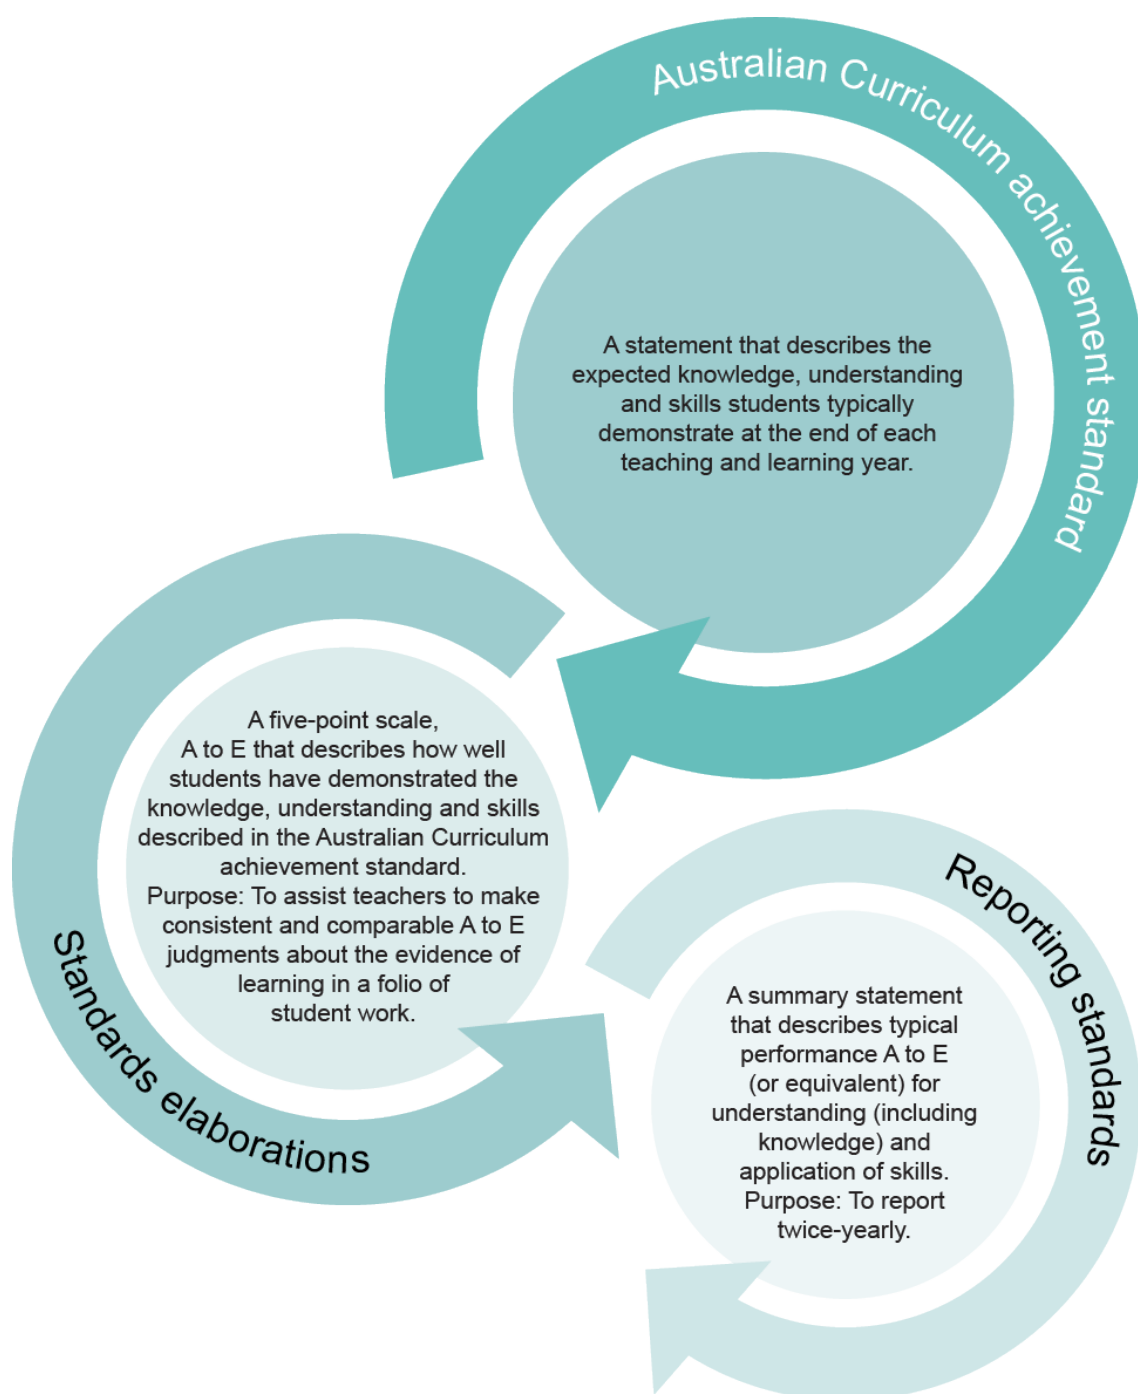 Australian Curriculum achievement standard
A statement that describes the
expected knowledge, understanding
and skills students typically
demonstrate at the end of each
teaching and learning year.
A five-point scale,
A to E that describes how well
students have demonstrated the
knowledge, understanding and skills
described in the Australian Curriculum
achievement standard.
Purpose: To assist teachers to make
consistent and comparable A to E
judgments about the evidence of
learning in a folio of
student work.
Standards elaborations
Reporting standards
A summary statement
that describes typical
performance A to E
(or equivalent) for
understanding (including
knowledge) and
application of skills.
Purpose: To report
twice-yearly.